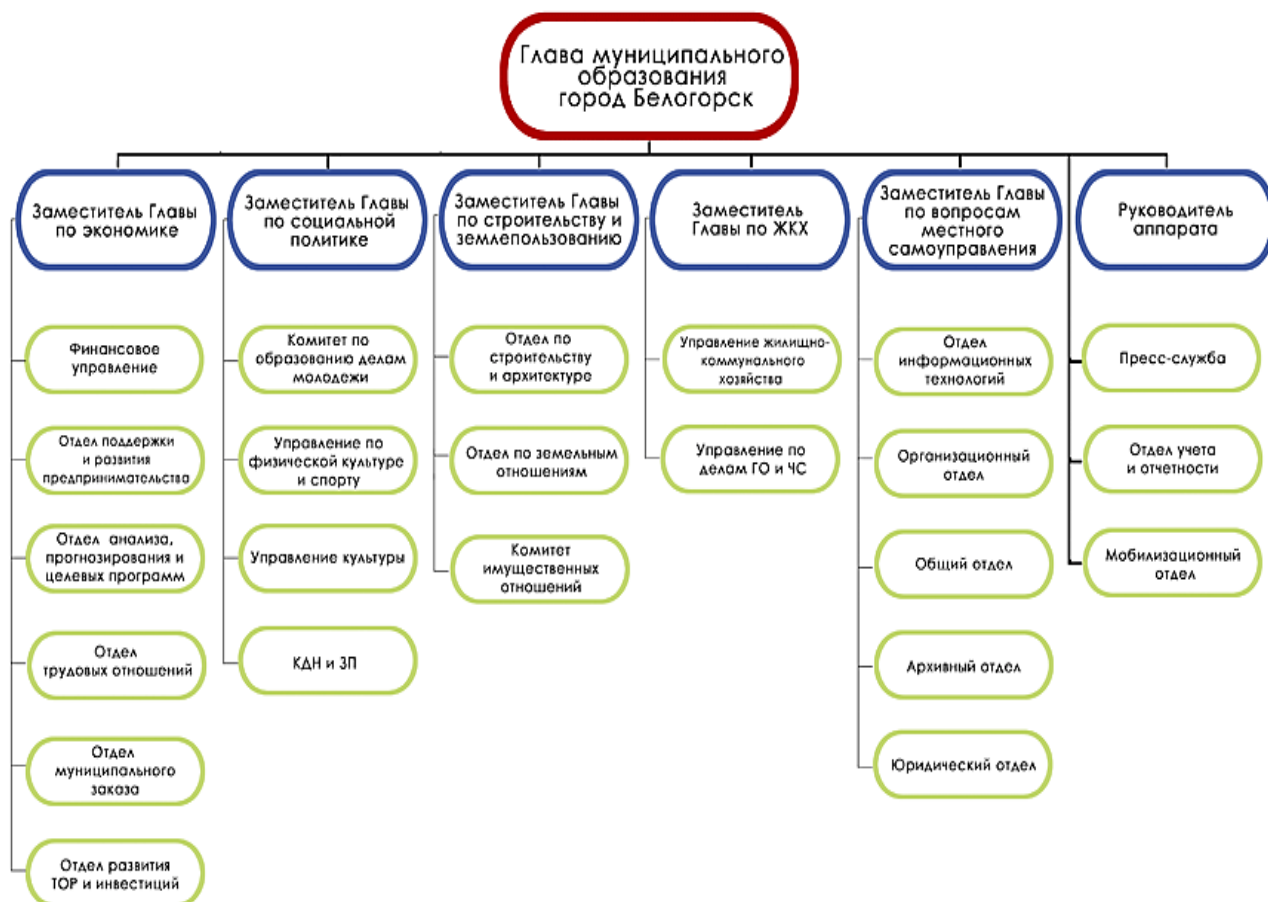 Глава муниципального
образования
город Белогорск
Заместитель Главы
по экономике
Заместитель Главы
по социальной
политике
Заместитель Главы
по строительству и
землепользованию
Заместитель
Главы по ЖКХ
Заместитель Главы
по вопросам
местного
самоуправления
Руководитель
аппарата
Финансовое
управление
Отдел поддержки
и развития
предпринимательства
Отдел анализа,
прогнозирования и
целевых программ
Отдел
трудовых отношений
Отдел
муниципального
заказа
Отдел развития
ТОР и инвестиций
Комитет по
образованию делам
молодежи
Управление по
физической культуре
и спорту
Управление культуры
КДН и ЗП
Отдел по
строительству
и архитектуре
Отдел по земельным
отношениям
Комитет
имущественных
отношений
Управление жилищно-
коммунального
хозяйства
Управление по
делам ГО и ЧС
Отдел
информационных
технологий
Организационный
отдел
Общий отдел
Архивный отдел
Юридический отдел
Пресс-служба
Отдел учета
и отчетности
Мобилизационный
отдел